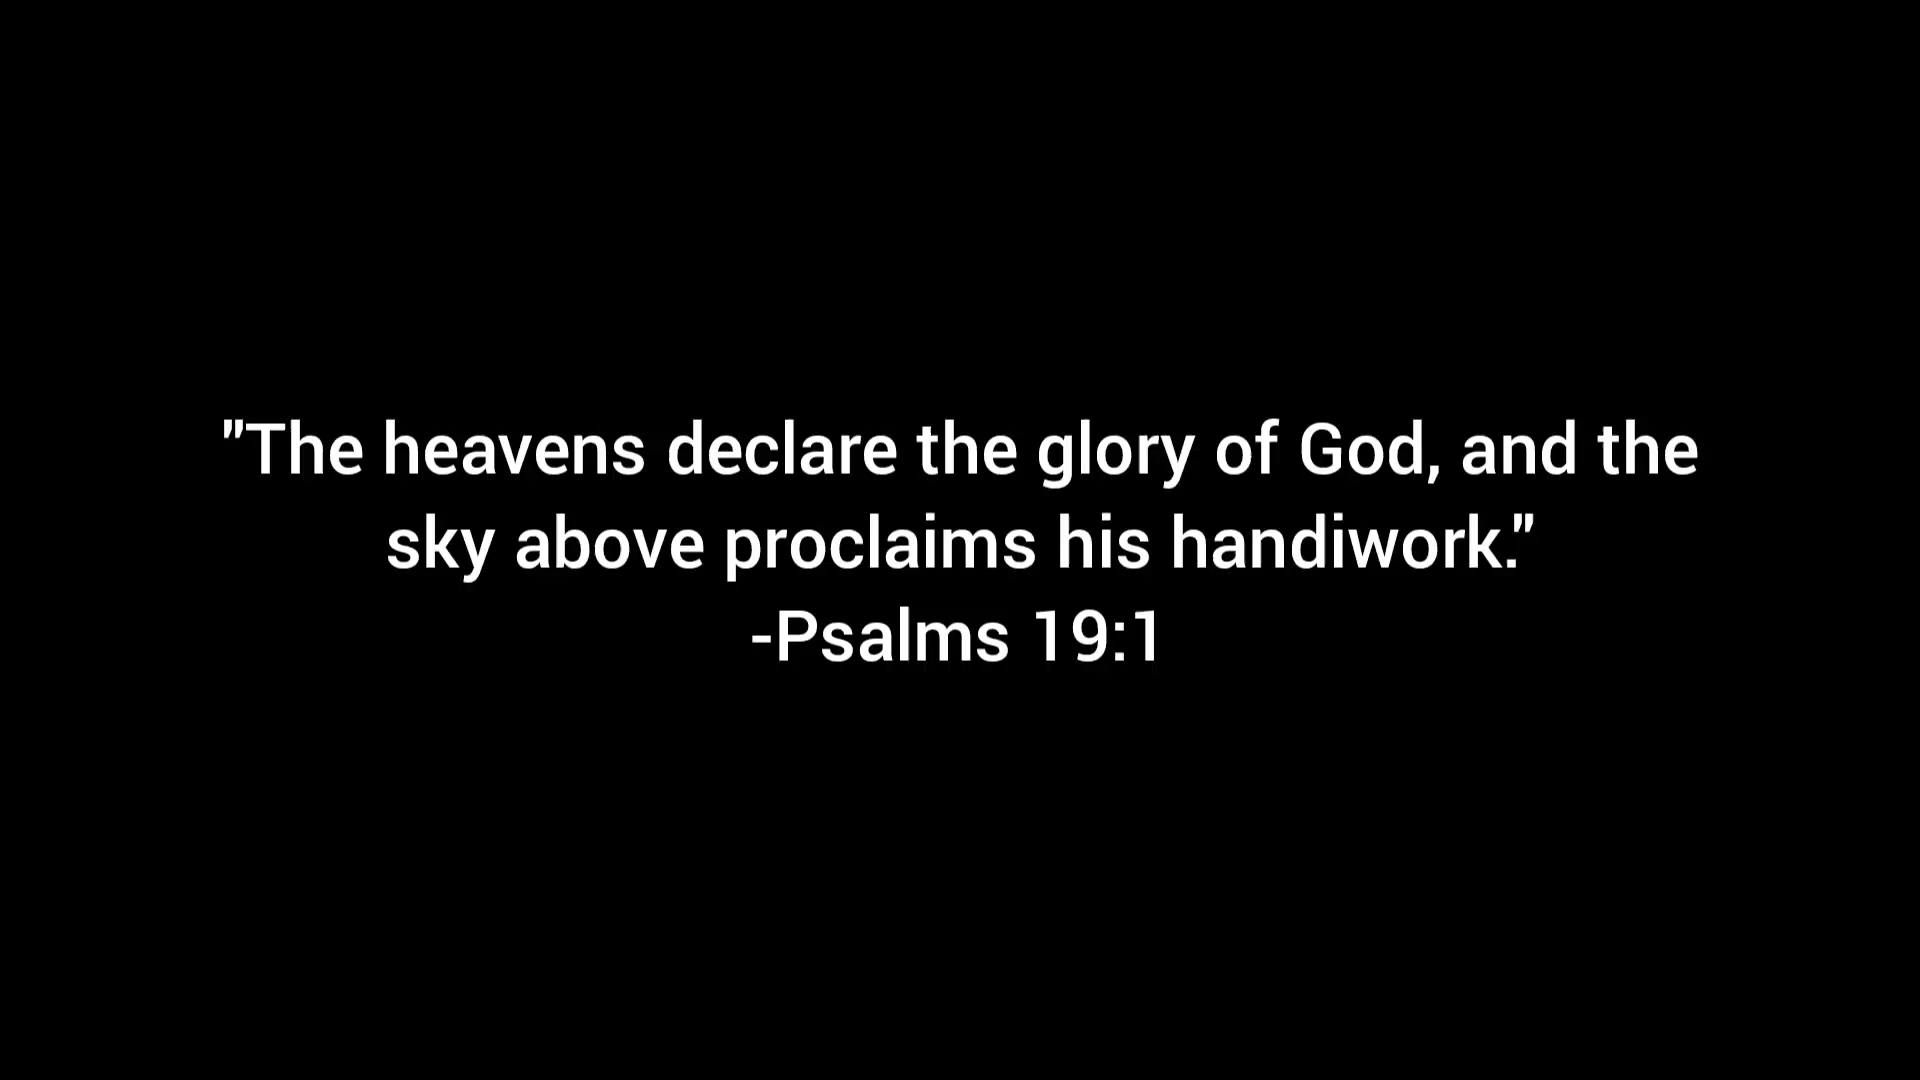 "The heavens declare the glory of God, and the
sky above proclaims his handiwork."
-Psalms 19:1